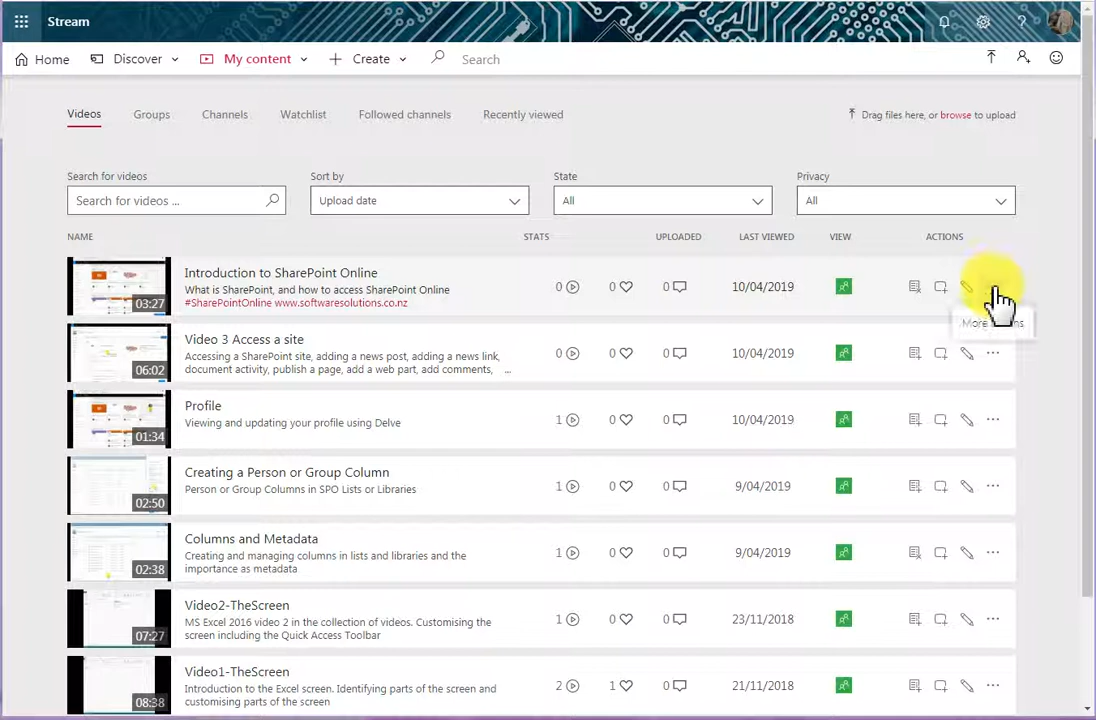 Stream
Home Discover My content Create Search
Videos Groups Channels Watchlist Followed channels Recently viewed Drag files here, or browse to upload
Search for videos Sort by State Privacy
Search for videos ... Upload date All All
NAME STATS UPLOADED LAST VIEWED VIEW ACTIONS
Introduction to SharePoint Online
What is SharePoint, and how to access SharePoint Online
#SharePointOnline www.softwaresolutions.co.nz
03:27 0 0 0 10/04/2019
More
Video 3 Access a site
Accessing a SharePoint site, adding a news post, adding a news link,
document activity, publish a page, add a web part, add comments, ...
06:02 0 0 0 10/04/2019
Profile
Viewing and updating your profile using Delve
01:34 1 0 0 10/04/2019
Creating a Person or Group Column
Person or Group Columns in SPO Lists or Libraries
02:50 1 0 0 9/04/2019
Columns and Metadata
Creating and managing columns in lists and libraries and the
importance as metadata
02:38 1 0 0 9/04/2019
Video2-TheScreen
MS Excel 2016 video 2 in the collection of videos. Customising the
screen including the Quick Access Toolbar
07:27 1 0 0 23/11/2018
Video1-TheScreen
Introduction to the Excel screen. Identifying parts of the screen and
customising parts of the screen
08:38 2 1 0 21/11/2018